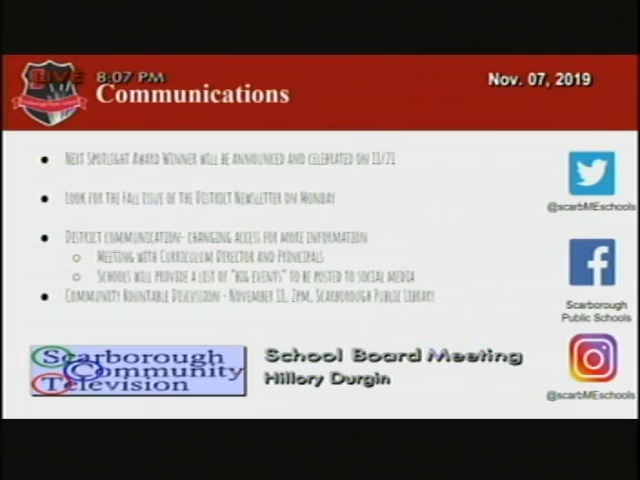 LIVE
8:07 PM
Nov. 07, 2019
Communications
Next Spotlight Award Winner will be announced and celebrated on 11/21
Look for the Fall issue of the District Newsletter on Monday
District communication- changing access for more information
Meeting with Curriculum Director and Principals
Schools will provide a list of "big events" to be posted to social media
Community Roundtable Discussion - November 18, 2pm, Scarborough Public Library
@scarbMEschools
Scarborough
Public Schools
@scarbMEschools
Scarborough
Community
Television
School Board Meeting
Hillory Durgin